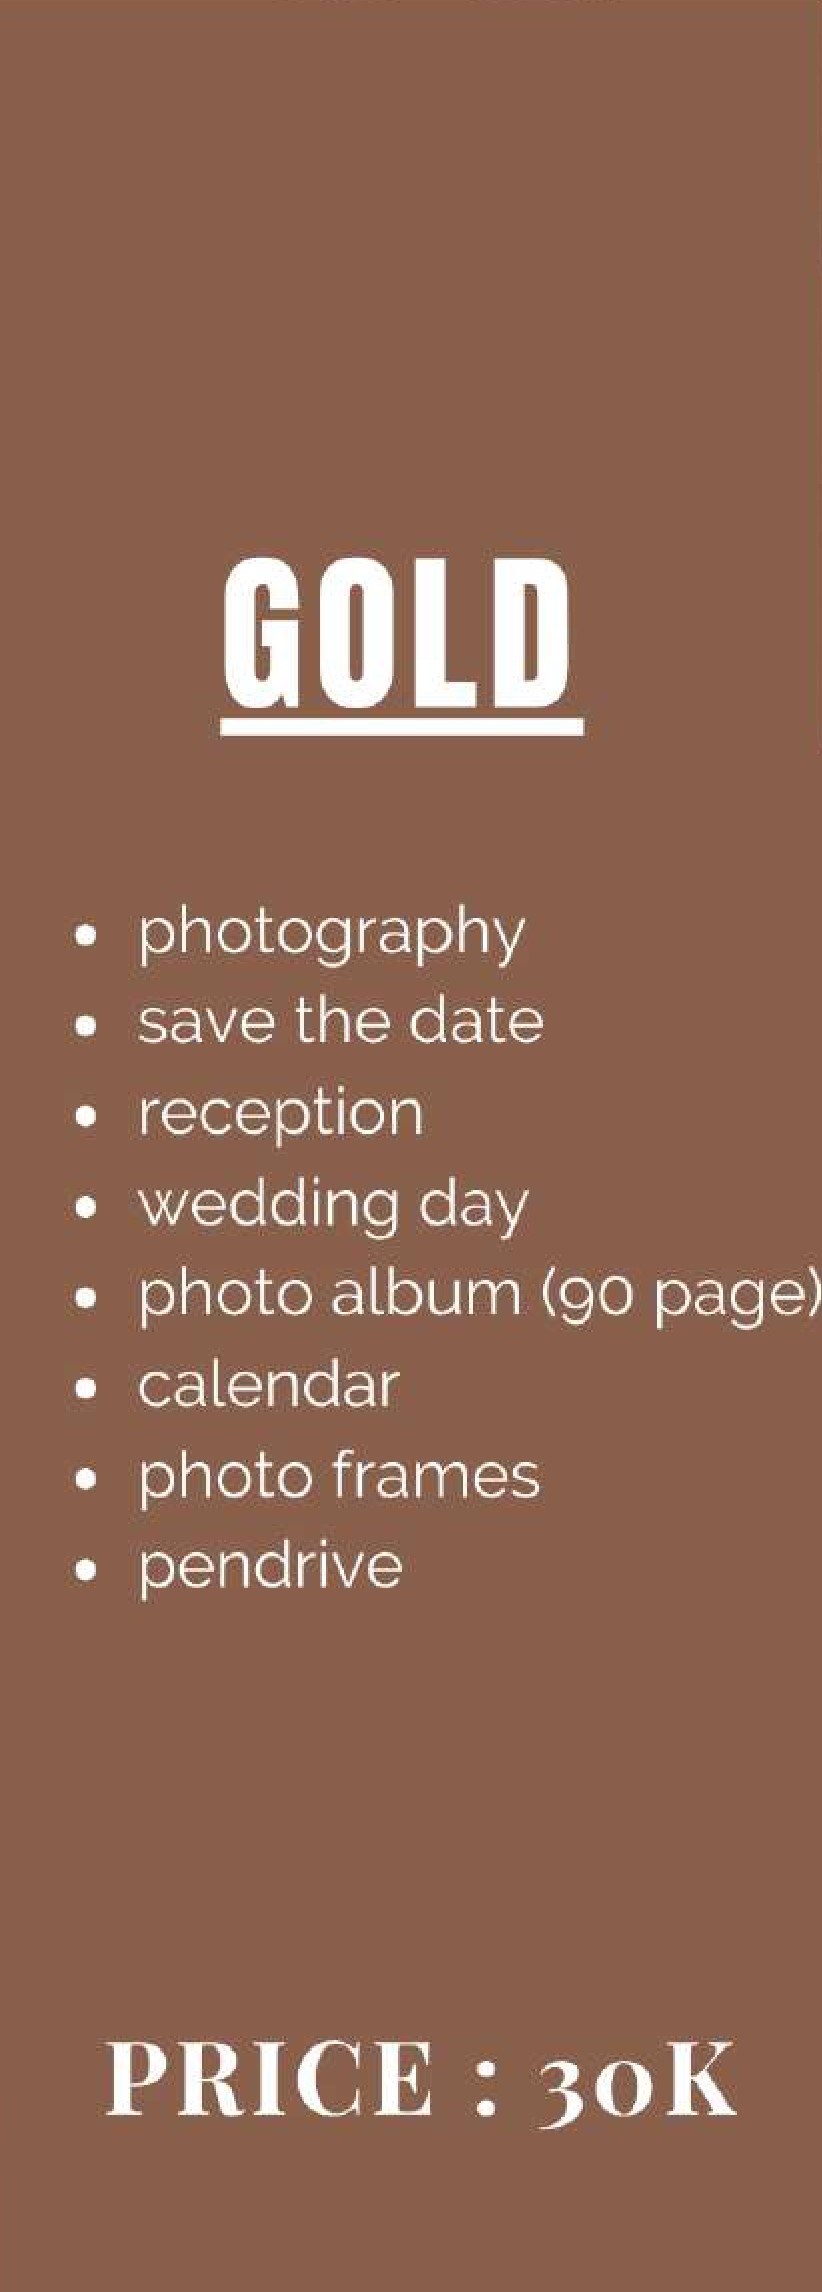 GOLD
• photography
• save the date
• reception
• wedding day
• photo album (90 page)
• calendar
• photo frames
• pendrive
PRICE : 30K